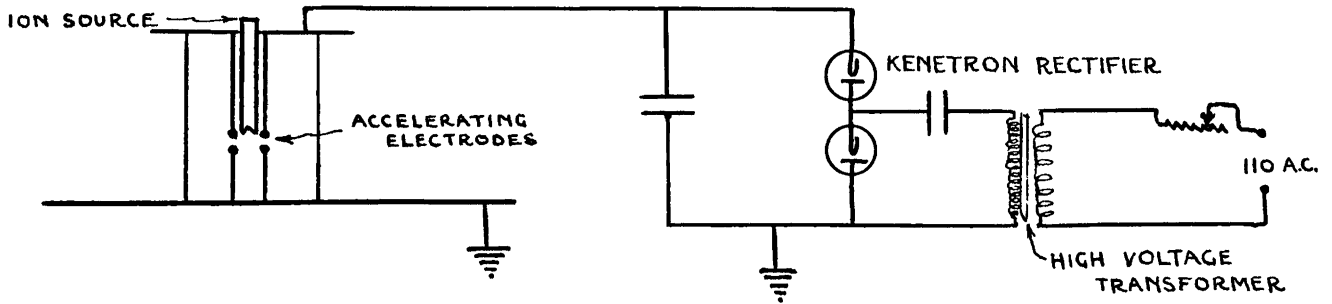 ION SOURCE
ACCELERATING
ELECTRODES
KENETRON RECTIFIER
110 A.C.
HIGH VOLTAGE
TRANSFORMER